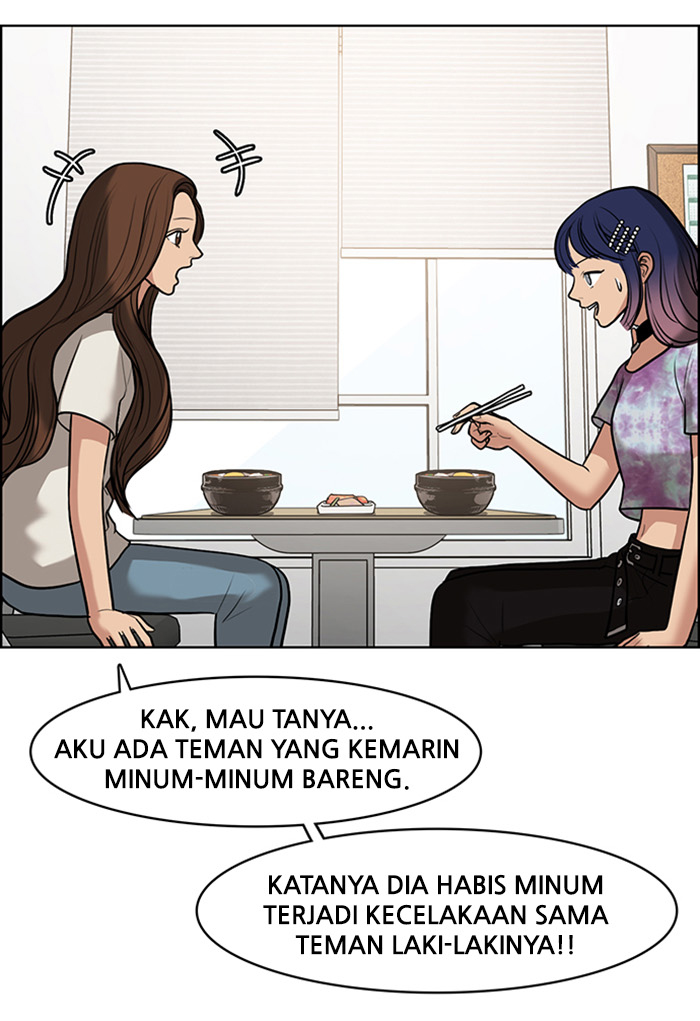 KAK, MAU TANYA...
AKU ADA TEMAN YANG KEMARIN
MINUM-MINUM BARENG.
KATANYA DIA HABIS MINUM
TERJADI KECELAKAAN SAMA
TEMAN LAKI-LAKINYA!!